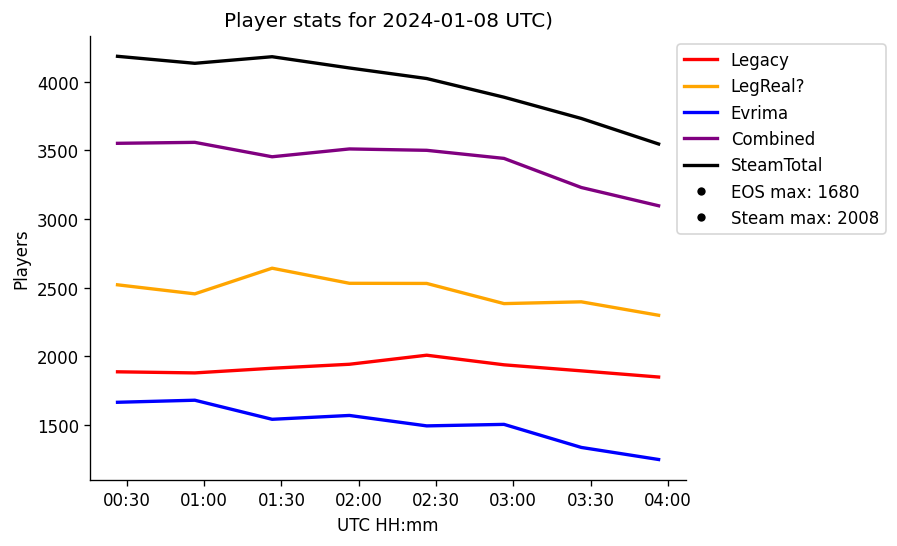 Player stats for 2024-01-08 UTC)
Legacy
LegReal?
Evrima
Combined
SteamTotal
EOS max: 1680
Steam max: 2008
Players
4000
3500
3000
2500
2000
1500
00:30 01:00 01:30 02:00 02:30 03:00 03:30 04:00
UTC HH:mm